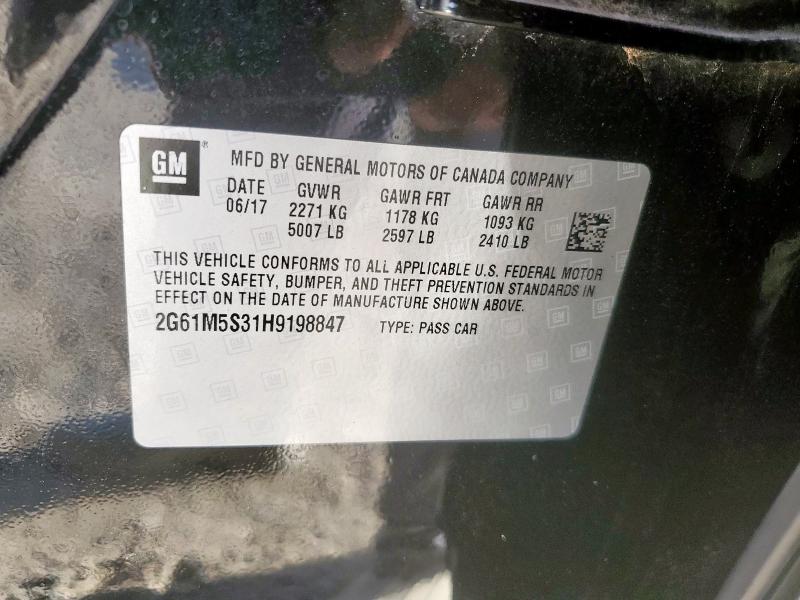 GM ® MFD BY GENERAL MOTORS OF CANADA COMPANY
DATE GVWR GAWR FRT GAWR RR
06/17 2271 KG 1178 KG 1093 KG
5007 LB 2597 LB 2410 LB
THIS VEHICLE CONFORMS TO ALL APPLICABLE U.S. FEDERAL MOTOR
VEHICLE SAFETY, BUMPER, AND THEFT PREVENTION STANDARDS IN
EFFECT ON THE DATE OF MANUFACTURE SHOWN ABOVE.
2G61M5S31H9198847 TYPE: PASS CAR